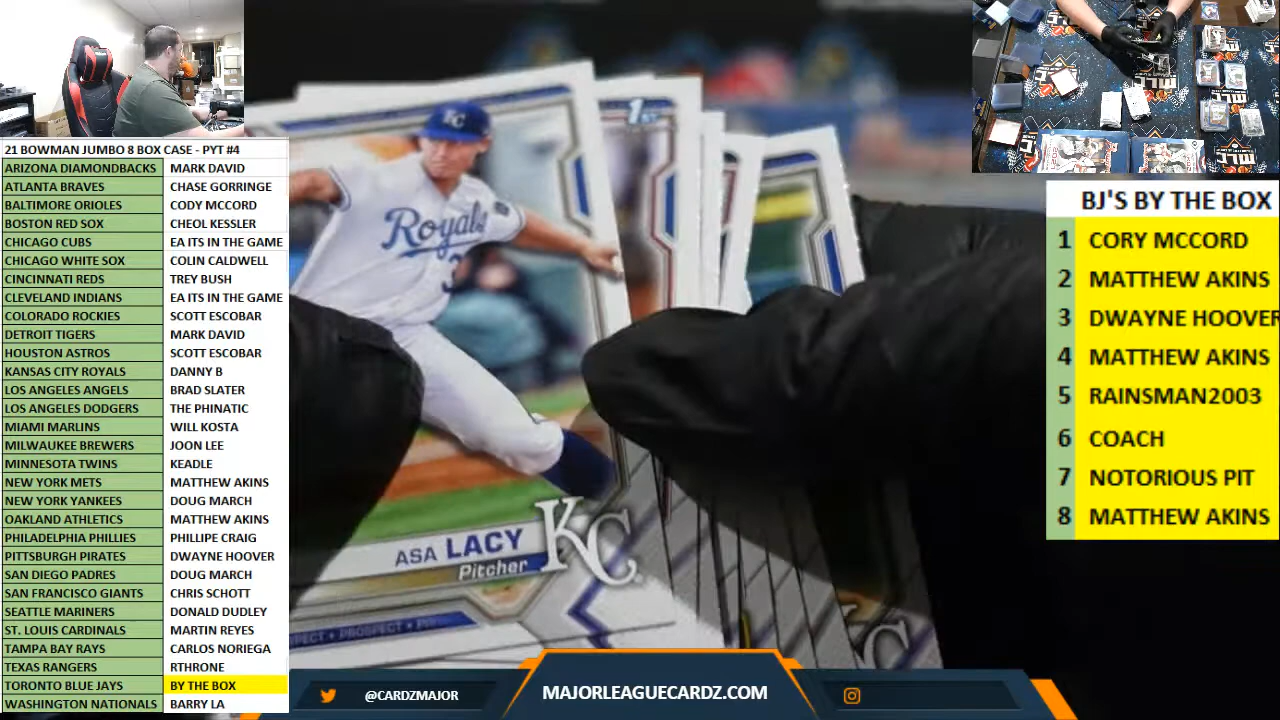 21 BOWMAN JUMBO 8 BOX CASE - PYT #4
ARIZONA DIAMONDBACKS MARK DAVID
ATLANTA BRAVES CHASE GORRINGE
BALTIMORE ORIOLES CODY MCCORD
BOSTON RED SOX CHEOL KESSLER
CHICAGO CUBS EA ITS IN THE GAME
CHICAGO WHITE SOX COLIN CALDWELL
CINCINNATI REDS TREY BUSH
CLEVELAND INDIANS EA ITS IN THE GAME
COLORADO ROCKIES SCOTT ESCOBAR
DETROIT TIGERS MARK DAVID
HOUSTON ASTROS SCOTT ESCOBAR
KANSAS CITY ROYALS DANNY B
LOS ANGELES ANGELS BRAD SLATER
LOS ANGELES DODGERS THE PHINATIC
MIAMI MARLINS WILL KOSTA
MILWAUKEE BREWERS JOON LEE
MINNESOTA TWINS KEADLE
NEW YORK METS MATTHEW AKINS
NEW YORK YANKEES DOUG MARCH
OAKLAND ATHLETICS MATTHEW AKINS
PHILADELPHIA PHILLIES PHILLIPE CRAIG
PITTSBURGH PIRATES DWAYNE HOOVER
SAN DIEGO PADRES DOUG MARCH
SAN FRANCISCO GIANTS CHRIS SCHOTT
SEATTLE MARINERS DONALD DUDLEY
ST. LOUIS CARDINALS MARTIN REYES
TAMPA BAY RAYS CARLOS NORIEGA
TEXAS RANGERS RTHRONE
TORONTO BLUE JAYS BY THE BOX
WASHINGTON NATIONALS BARRY LA
KC
Royals
3
1st
ASA LACY
Pitcher
KC
PROSPECT
C
BJ'S BY THE BOX
1 CORY MCCORD
2 MATTHEW AKINS
3 DWAYNE HOOVER
4 MATTHEW AKINS
5 RAINSMAN2003
6 COACH
7 NOTORIOUS PIT
8 MATTHEW AKINS
MLC
@CARDZMAJOR
MAJORLEAGUECARDZ.COM